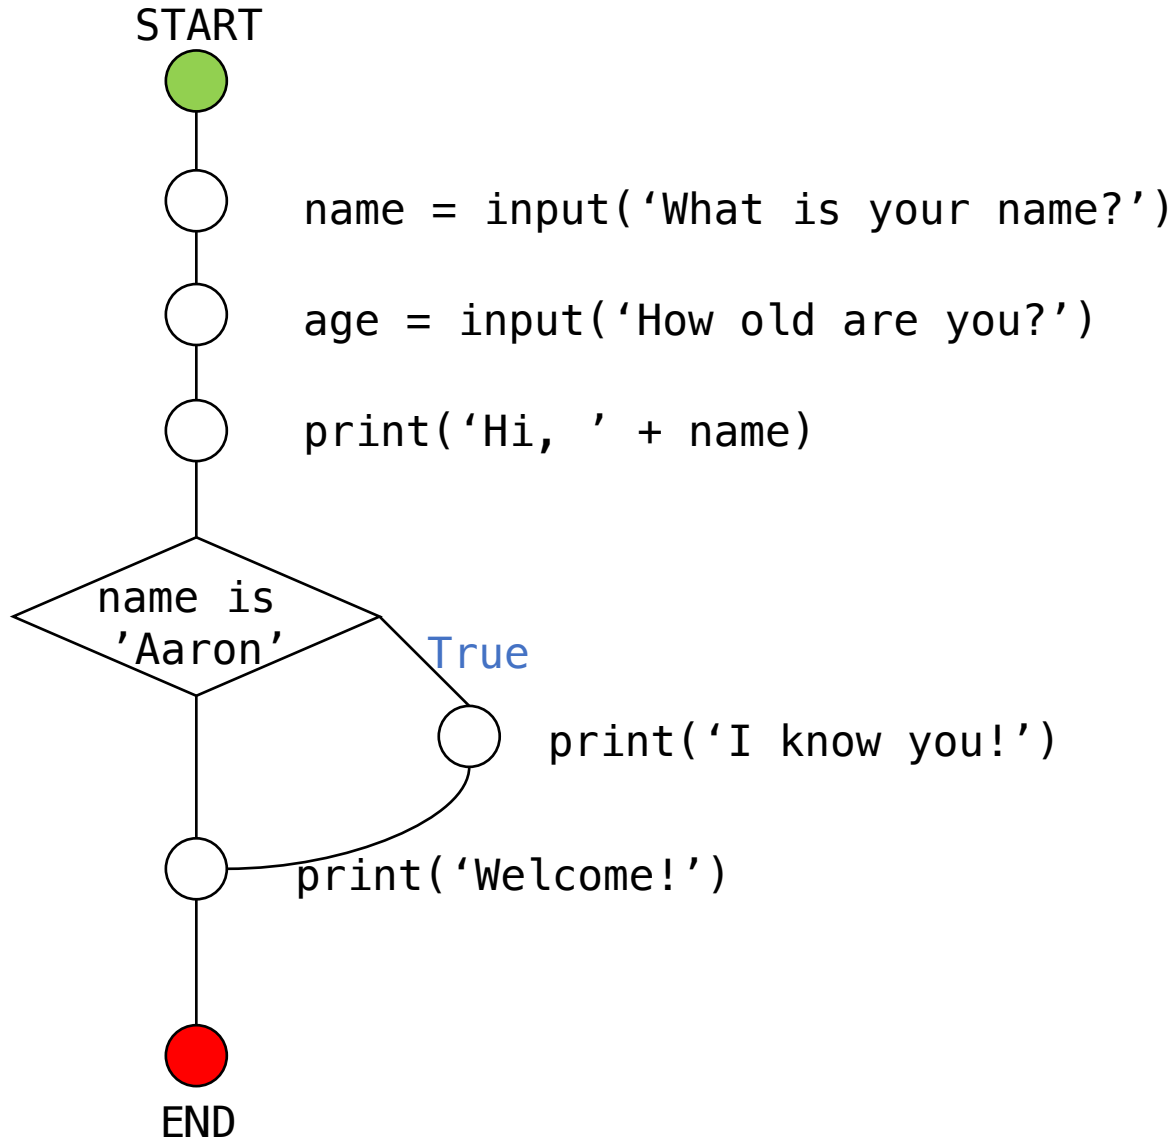 START
name = input(‘What is your name?’)
age = input(‘How old are you?’)
print(‘Hi, ’ + name)
name is
’Aaron’
True
print(‘I know you!’)
print(‘Welcome!’)
END